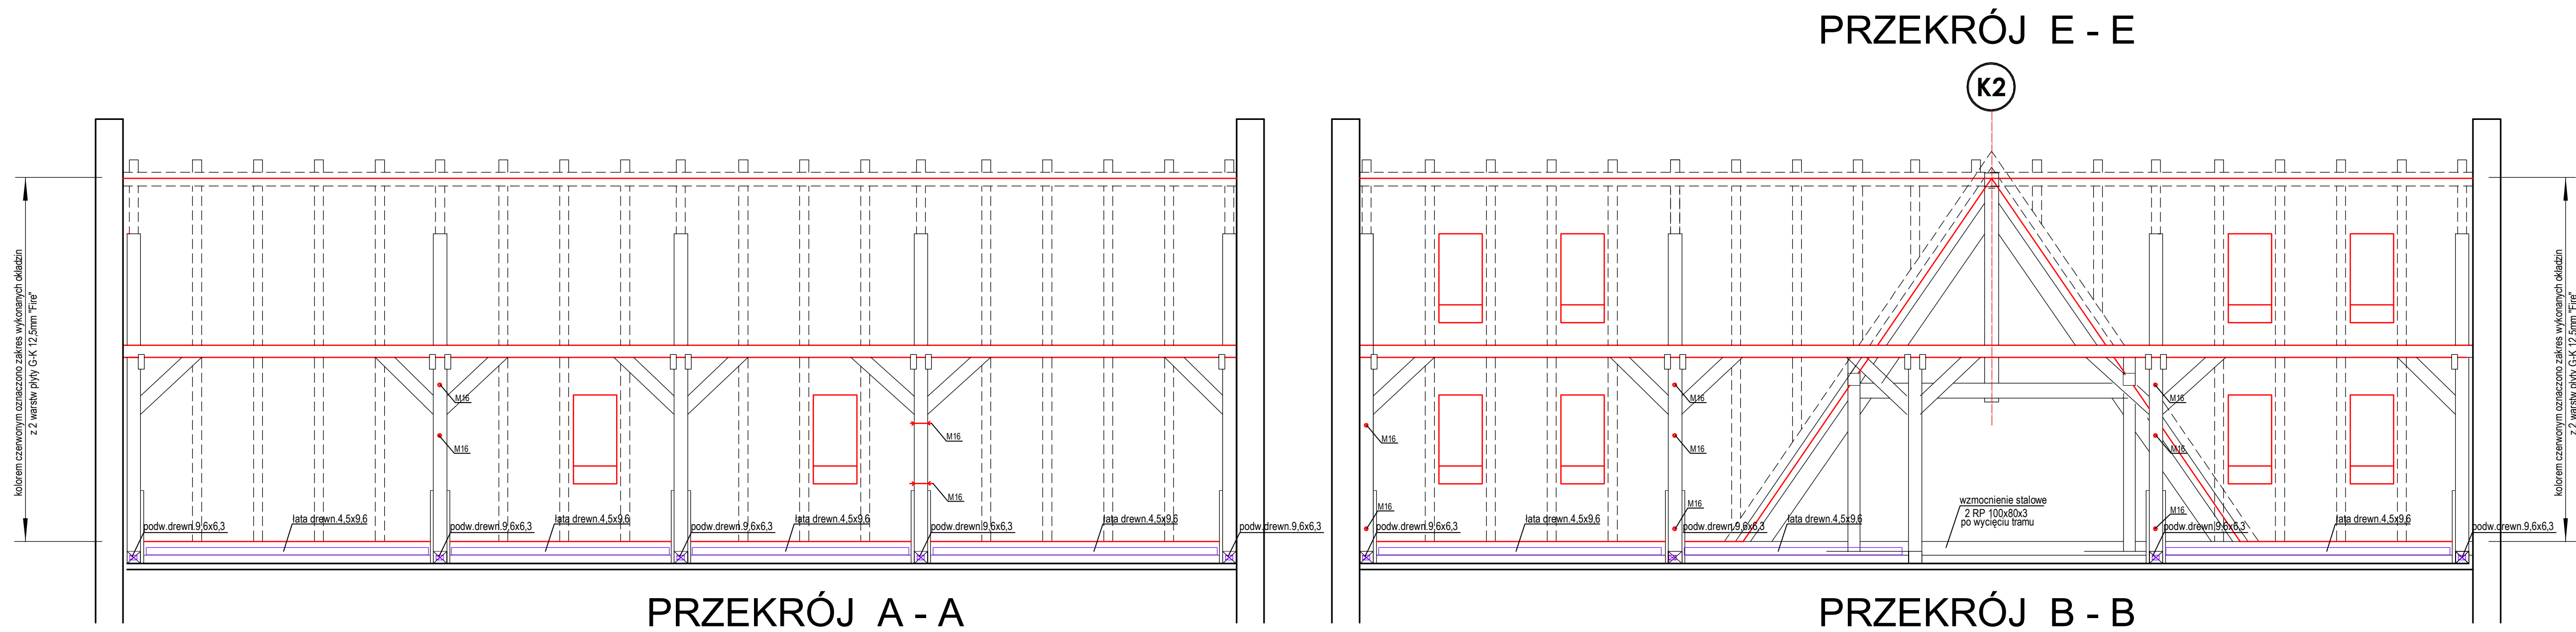 PRZEKRÓJ E - E
K2
kolorem czerwonym oznaczono zakres wykonanych okładzin
z 2 warstw płyty G-K 12,5mm "Fire"
M16
M16
M16
M16
podw.drewn.9,6x6,3
łata drewn.4,5x9,6
podw.drewn.9,6x6,3
łata drewn.4,5x9,6
podw.drewn.9,6x6,3
łata drewn.4,5x9,6
podw.drewn.9,6x6,3
łata drewn.4,5x9,6
podw.drewn.9,6x6,3
PRZEKRÓJ A - A
M16
M16
M16
M16
M16
M16
M16
M16
wzmocnienie stalowe
2 RP 100x80x3
po wycięciu tramu
podw.drewn.9,6x6,3
łata drewn.4,5x9,6
podw.drewn.9,6x6,3
łata drewn.4,5x9,6
podw.drewn.9,6x6,3
łata drewn.4,5x9,6
podw.drewn.9,6x6,3
kolorem czerwonym oznaczono zakres wykonanych okładzin
z 2 warstw płyty G-K 12,5mm "Fire"
PRZEKRÓJ B - B